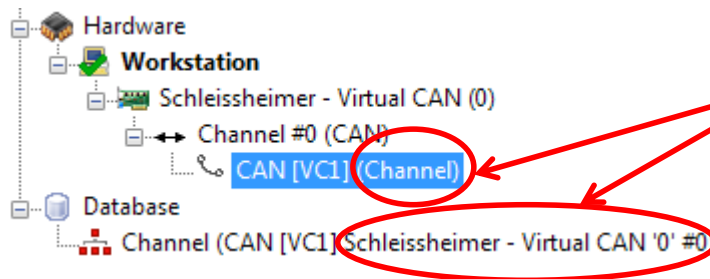 Hardware
Workstation
Schleissheimer - Virtual CAN (0)
Channel #0 (CAN)
CAN [VC1] (Channel)
Database
Channel (CAN [VC1] Schleissheimer - Virtual CAN '0' #0